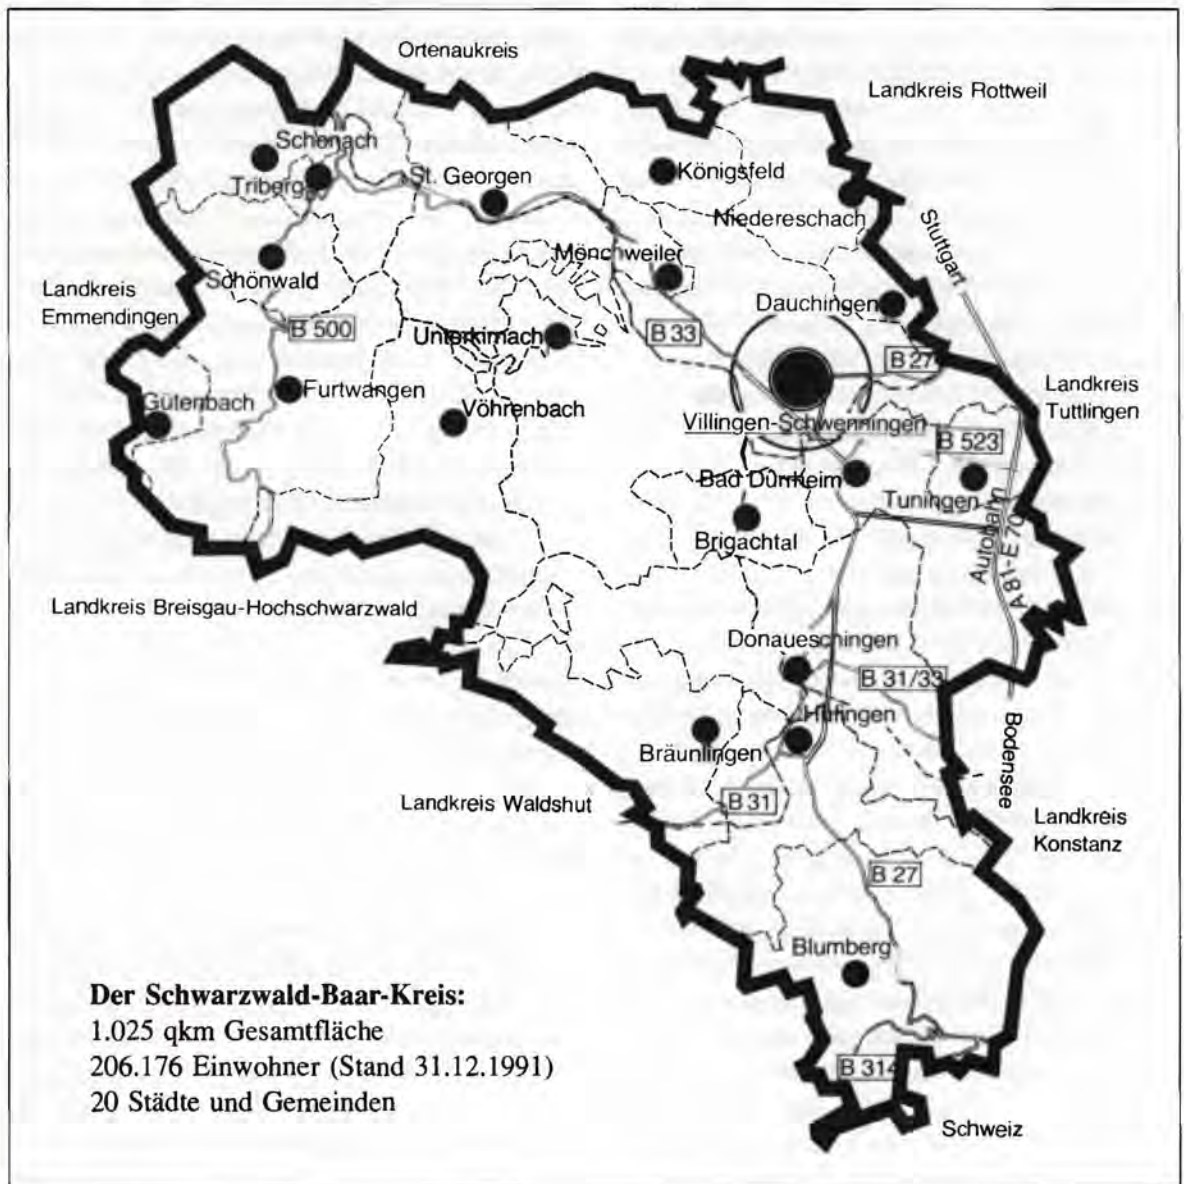 Ortenaukreis
Landkreis Rottweil
Schonach
Triberg
St. Georgen
Königsfeld
Niedereschach
Stuttgart
Mönchweiler
Schönwald
Landkreis
Emmendingen
Dauchingen
B 500
Unterkirnach
B 33
B 27
Landkreis
Tuttlingen
Furtwangen
Gütenbach
Vöhrenbach
Villingen-Schwenningen
B 523
Bad Dürrheim
Tuningen
Brigachtal
Autobahn
A 81 - E 70
Landkreis Breisgau-Hochschwarzwald
Donaueschingen
B 31/33
Hüfingen
Bräunlingen
Bodensee
Landkreis Waldshut
B 31
Landkreis
Konstanz
B 27
Blumberg
Der Schwarzwald-Baar-Kreis:
1.025 qkm Gesamtfläche
206.176 Einwohner (Stand 31.12.1991)
20 Städte und Gemeinden
B 314
Schweiz